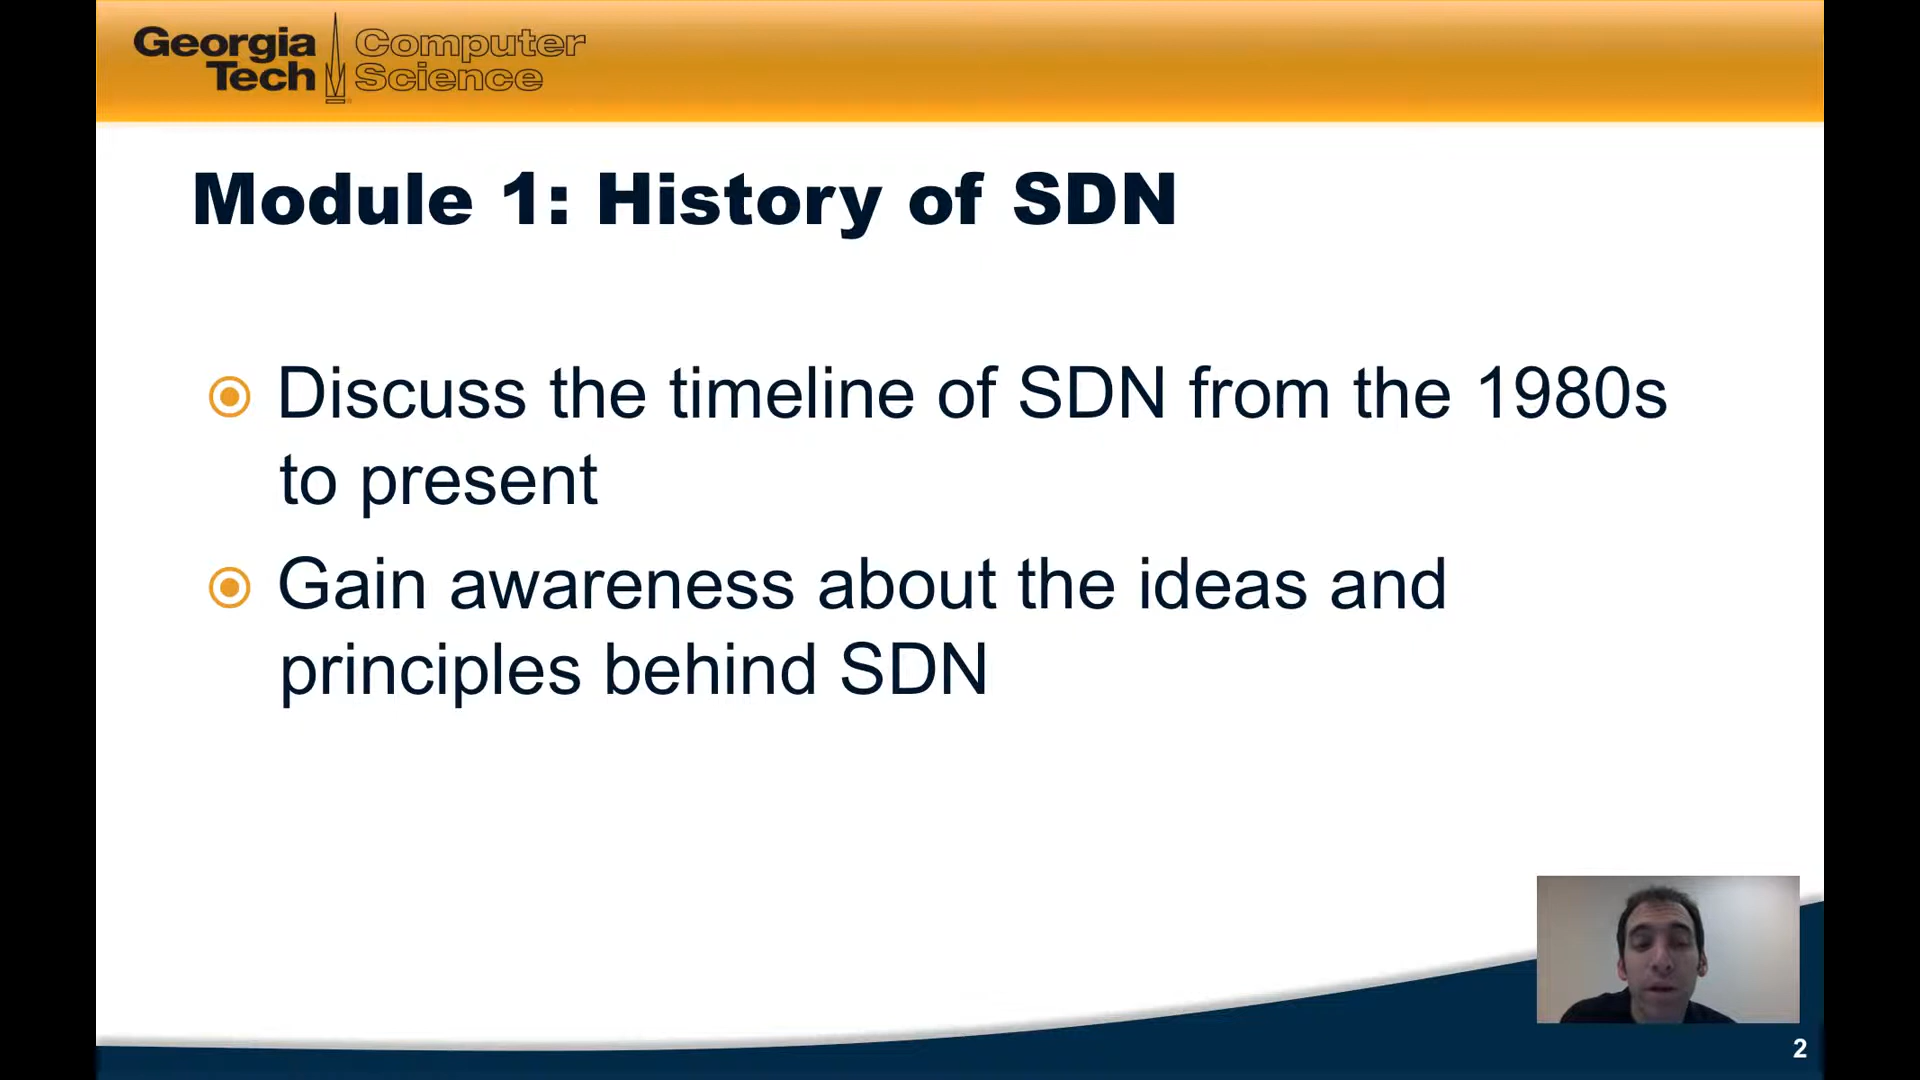 Georgia
Tech
Computer
Science
Module 1: History of SDN
Discuss the timeline of SDN from the 1980s
to present
Gain awareness about the ideas and
principles behind SDN
2